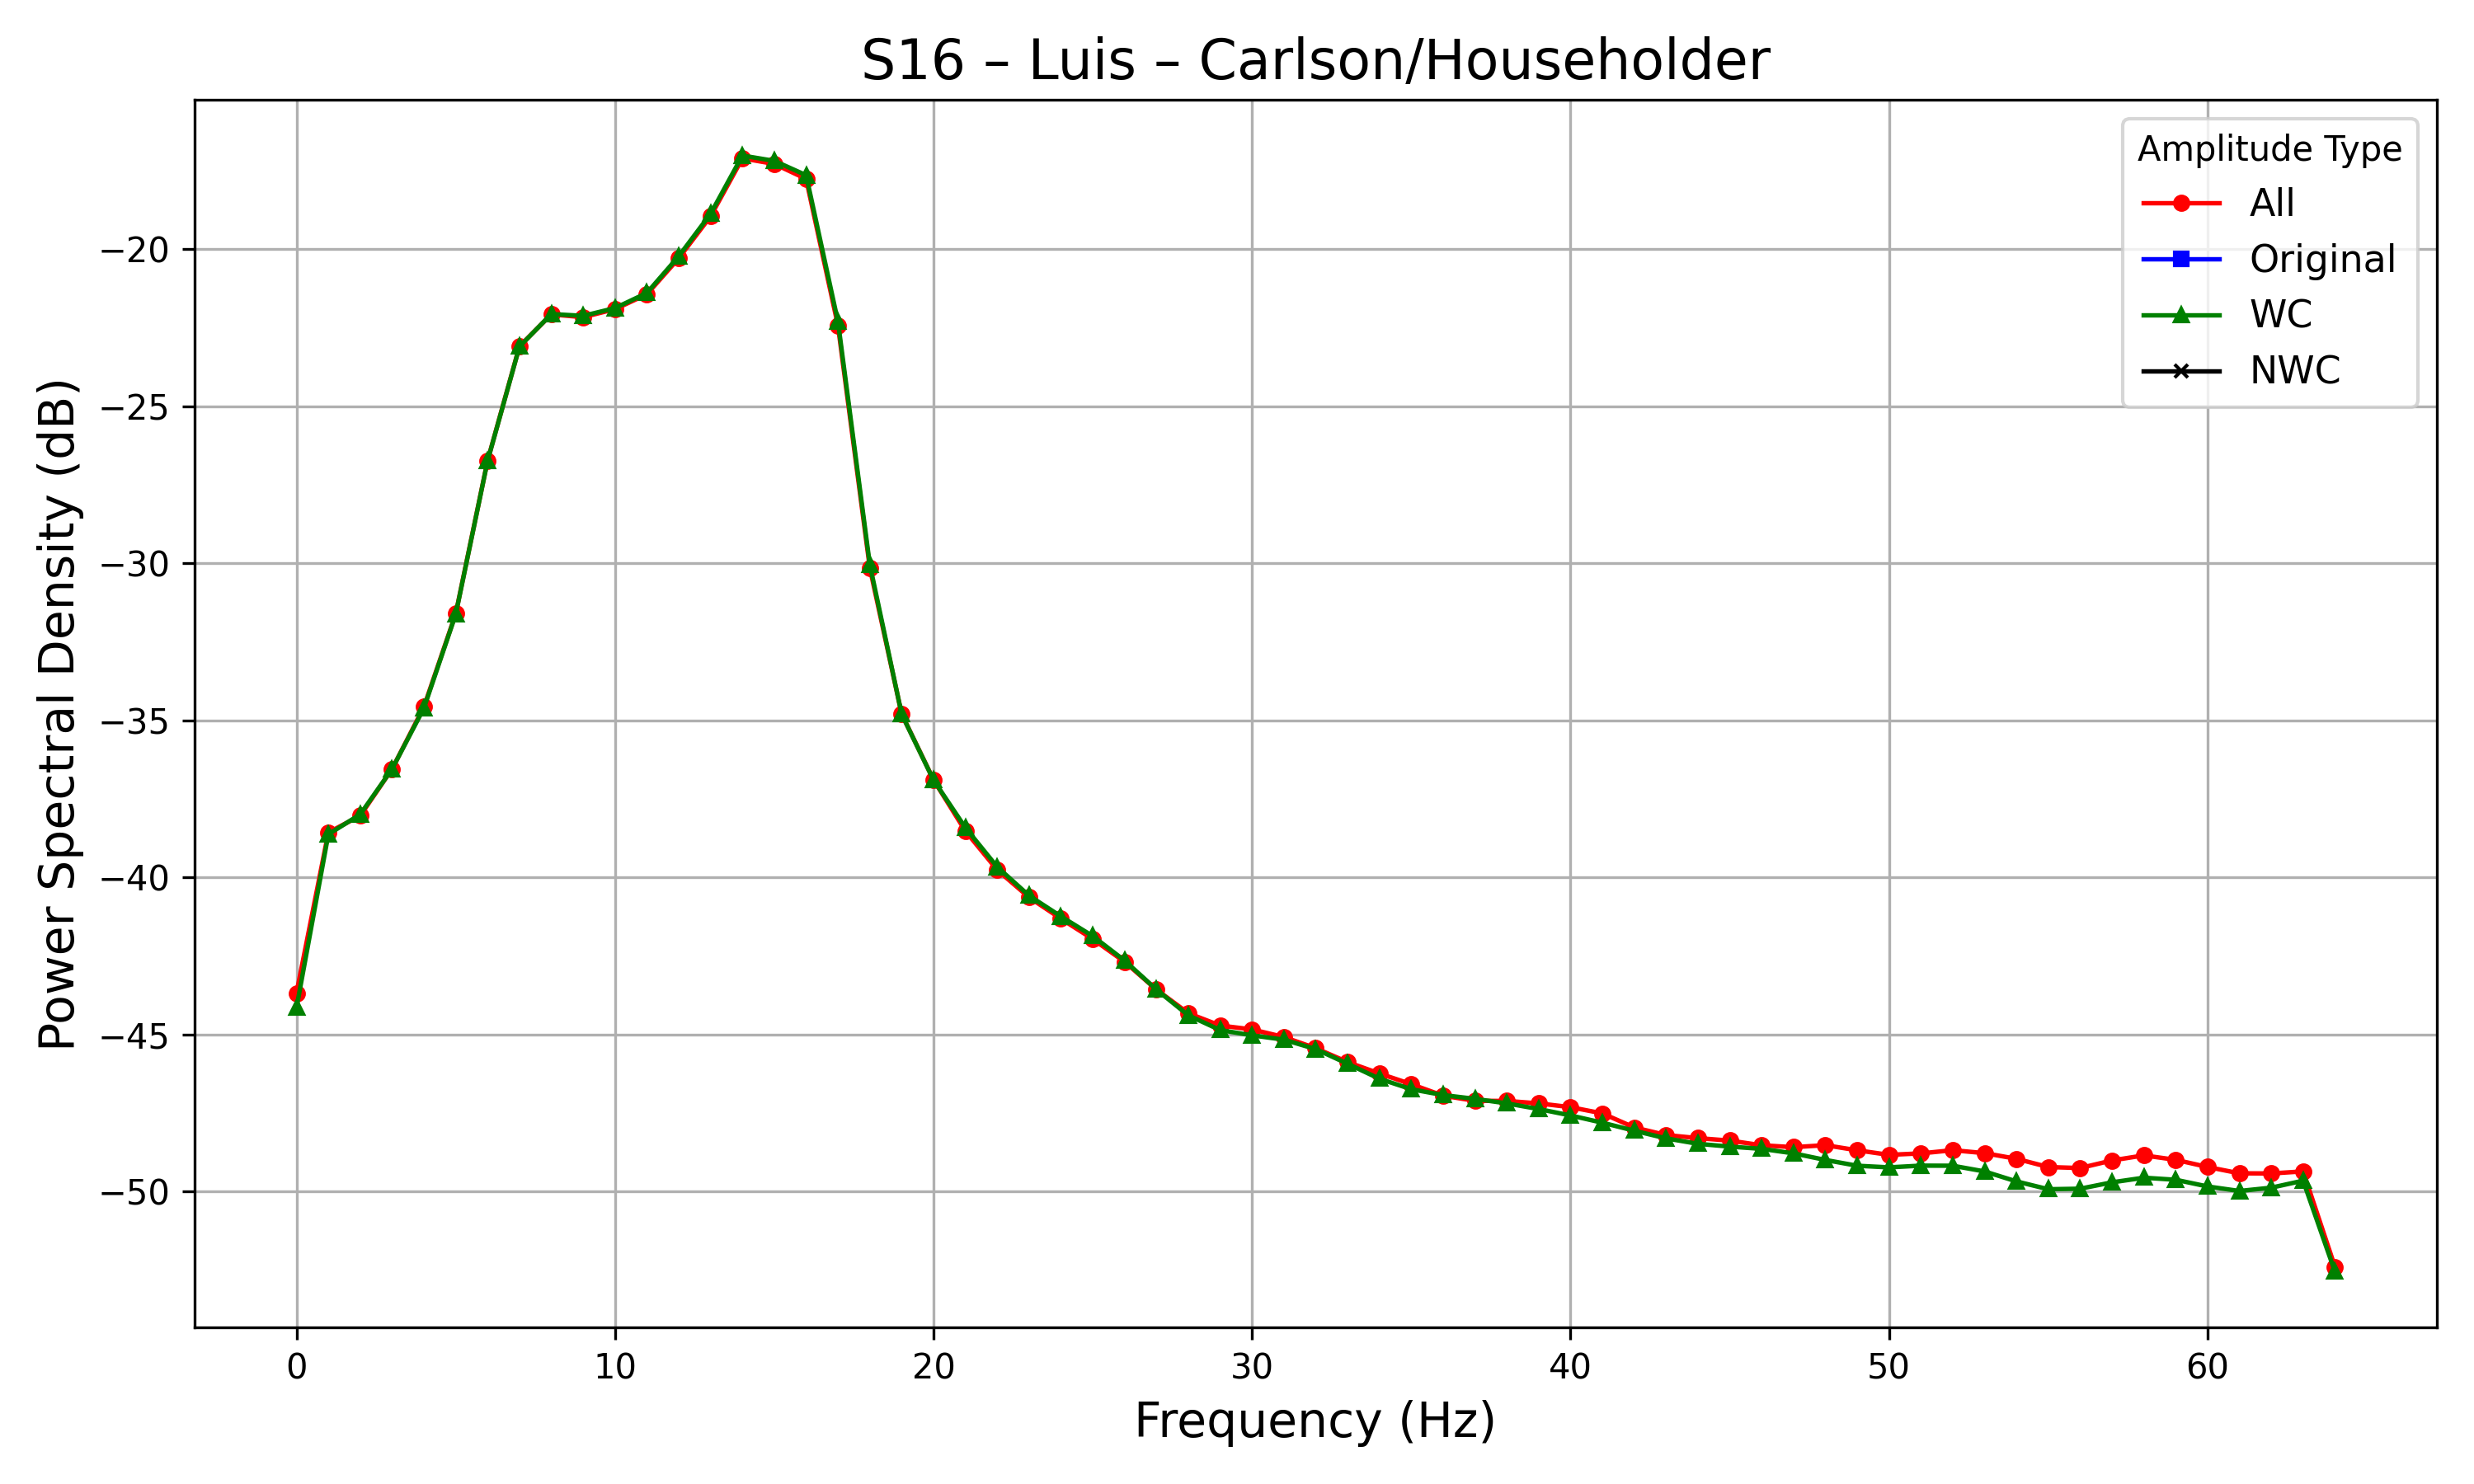 S16 – Luis – Carlson/Householder
Amplitude Type
All
Original
WC
NWC
Power Spectral Density (dB)
−20
−25
−30
−35
−40
−45
−50
0 10 20 30 40 50 60
Frequency (Hz)